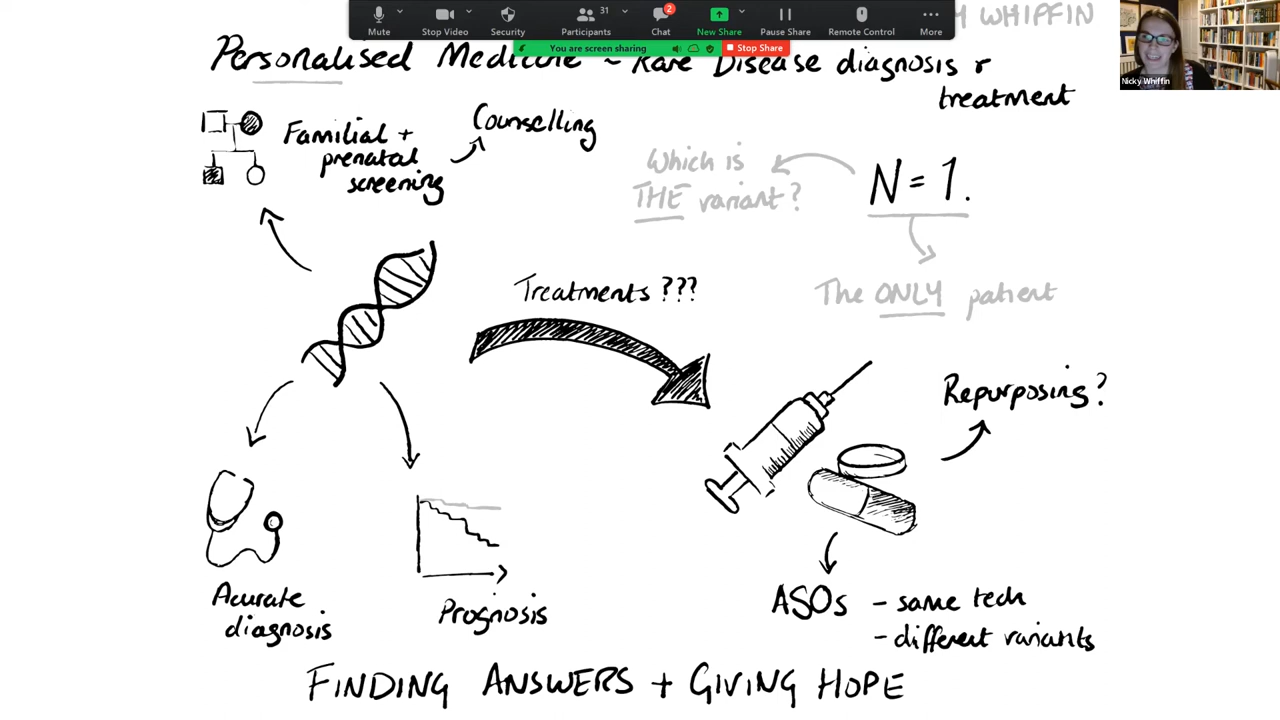 Mute
Stop Video
Security
Participants
31
Chat
2
New Share
Pause Share
Remote Control
More
You are screen sharing
Stop Share
WHIFFIN
Nicky Whiffin
Personalised Medicine ~ Rare Disease diagnosis &
treatment
Familial +
prenatal
screening
Counselling
Which is
THE variant?
N = 1.
The ONLY patient
Treatments ???
Repurposing?
Acurate
diagnosis
Prognosis
ASOs - same tech
- different variants
FINDING ANSWERS + GIVING HOPE